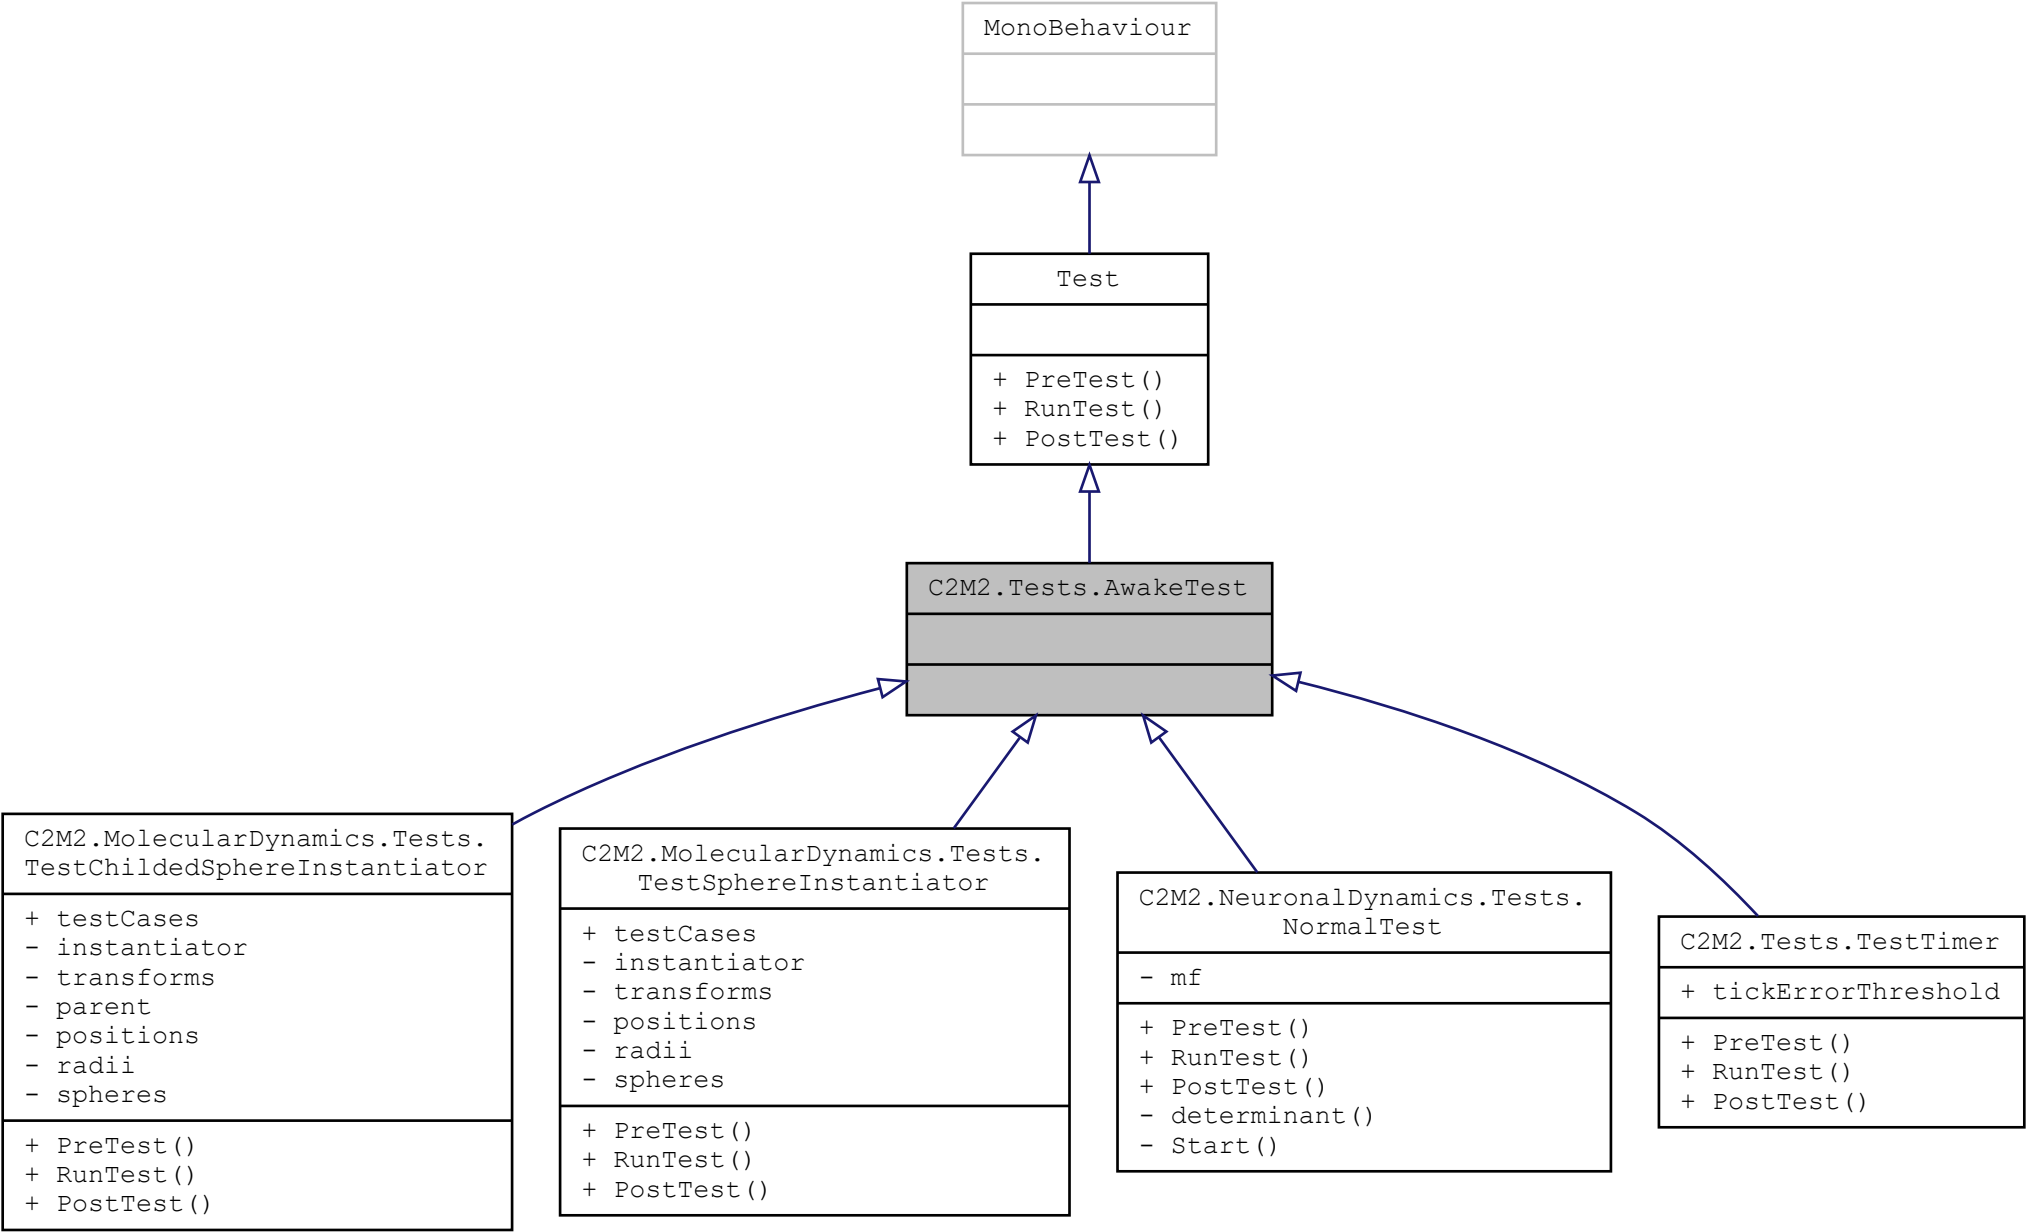 MonoBehaviour
Test
+ PreTest()
+ RunTest()
+ PostTest()
C2M2.Tests.AwakeTest
C2M2.MolecularDynamics.Tests.
TestChildedSphereInstantiator
+ testCases
- instantiator
- transforms
- parent
- positions
- radii
- spheres
+ PreTest()
+ RunTest()
+ PostTest()
C2M2.MolecularDynamics.Tests.
TestSphereInstantiator
+ testCases
- instantiator
- transforms
- positions
- radii
- spheres
+ PreTest()
+ RunTest()
+ PostTest()
C2M2.NeuronalDynamics.Tests.
NormalTest
- mf
+ PreTest()
+ RunTest()
+ PostTest()
- determinant()
- Start()
C2M2.Tests.TestTimer
+ tickErrorThreshold
+ PreTest()
+ RunTest()
+ PostTest()